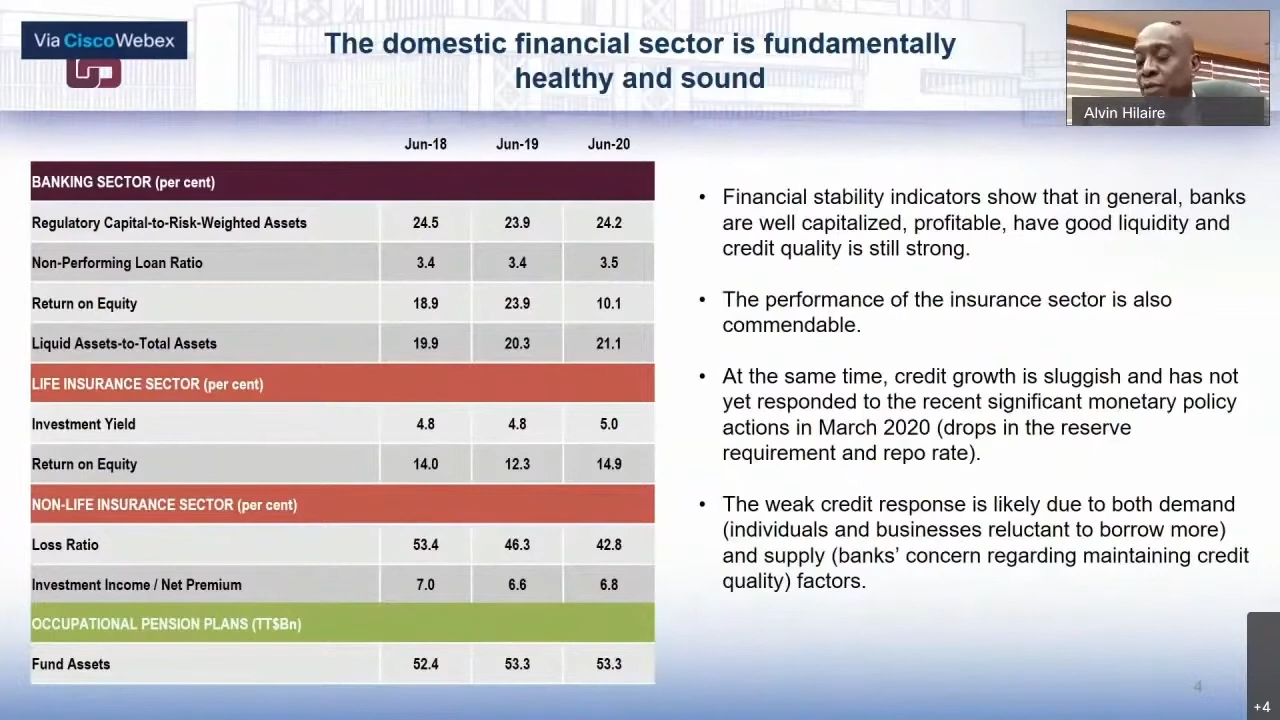 Via CiscoWebex
The domestic financial sector is fundamentally
healthy and sound
Alvin Hilaire
Jun-18 Jun-19 Jun-20
BANKING SECTOR (per cent)
Regulatory Capital-to-Risk-Weighted Assets 24.5 23.9 24.2
Non-Performing Loan Ratio 3.4 3.4 3.5
Return on Equity 18.9 23.9 10.1
Liquid Assets-to-Total Assets 19.9 20.3 21.1
LIFE INSURANCE SECTOR (per cent)
Investment Yield 4.8 4.8 5.0
Return on Equity 14.0 12.3 14.9
NON-LIFE INSURANCE SECTOR (per cent)
Loss Ratio 53.4 46.3 42.8
Investment Income / Net Premium 7.0 6.6 6.8
OCCUPATIONAL PENSION PLANS (TT$Bn)
Fund Assets 52.4 53.3 53.3
• Financial stability indicators show that in general, banks
are well capitalized, profitable, have good liquidity and
credit quality is still strong.
• The performance of the insurance sector is also
commendable.
• At the same time, credit growth is sluggish and has not
yet responded to the recent significant monetary policy
actions in March 2020 (drops in the reserve
requirement and repo rate).
• The weak credit response is likely due to both demand
(individuals and businesses reluctant to borrow more)
and supply (banks’ concern regarding maintaining credit
quality) factors.
4
+4